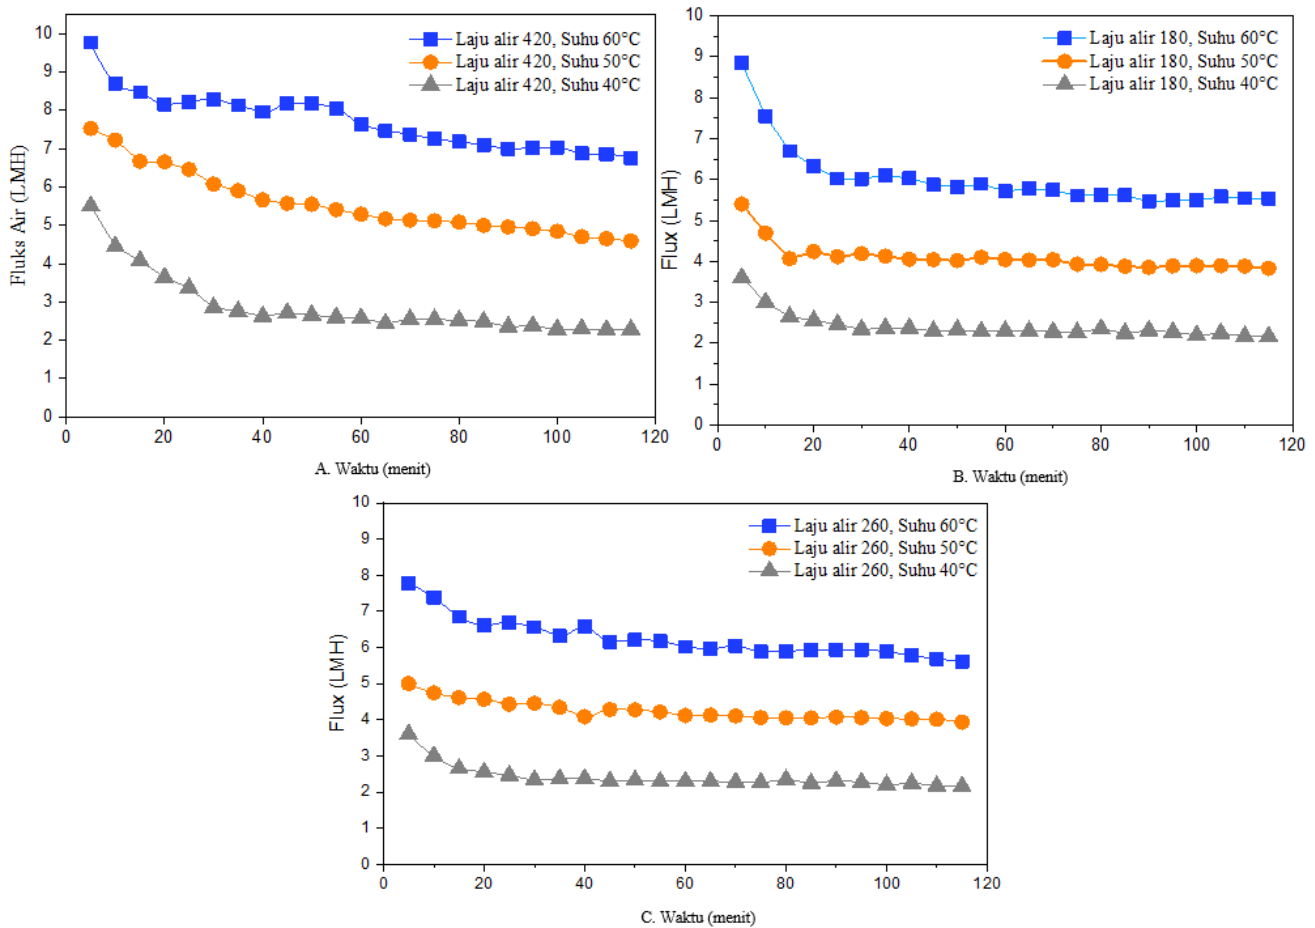 Laju alir 420, Suhu 60°C
Laju alir 420, Suhu 50°C
Laju alir 420, Suhu 40°C
Fluks Air (LMH)
10
9
8
7
6
5
4
3
2
1
0
0 20 40 60 80 100 120
A. Waktu (menit)
Laju alir 180, Suhu 60°C
Laju alir 180, Suhu 50°C
Laju alir 180, Suhu 40°C
Flux (LMH)
10
9
8
7
6
5
4
3
2
1
0
0 20 40 60 80 100 120
B. Waktu (menit)
Laju alir 260, Suhu 60°C
Laju alir 260, Suhu 50°C
Laju alir 260, Suhu 40°C
Flux (LMH)
10
9
8
7
6
5
4
3
2
1
0
0 20 40 60 80 100 120
C. Waktu (menit)